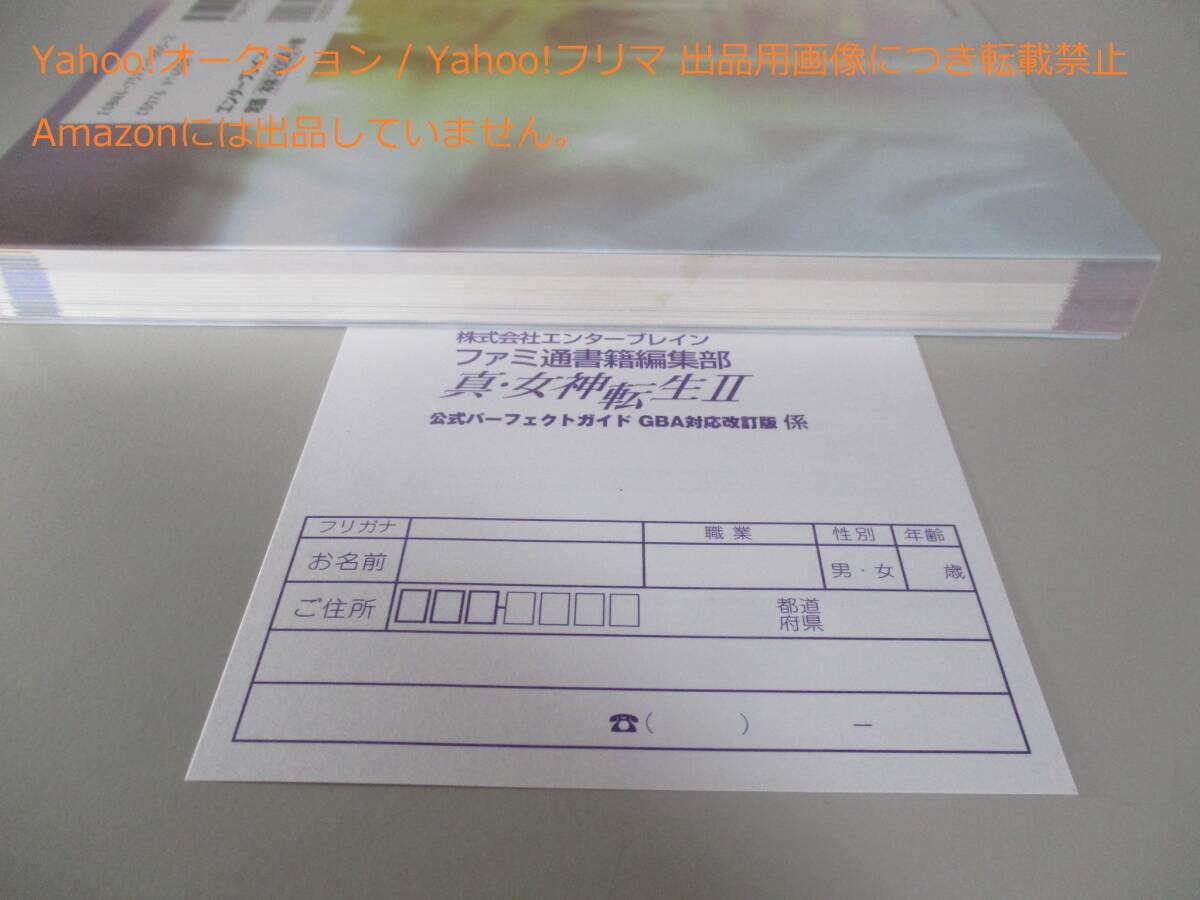 Yahoo!オークション / Yahoo!フリマ 出品用画像につき転載禁止
Amazonには出品していません。
株式会社エンターブレイン
ファミ通書籍編集部
真・女神転生II
公式パーフェクトガイド GBA対応改訂版 係
フリガナ 職業 性別 年齢
お名前 男・女 歳
ご住所 都道
府県
☎( ) ー